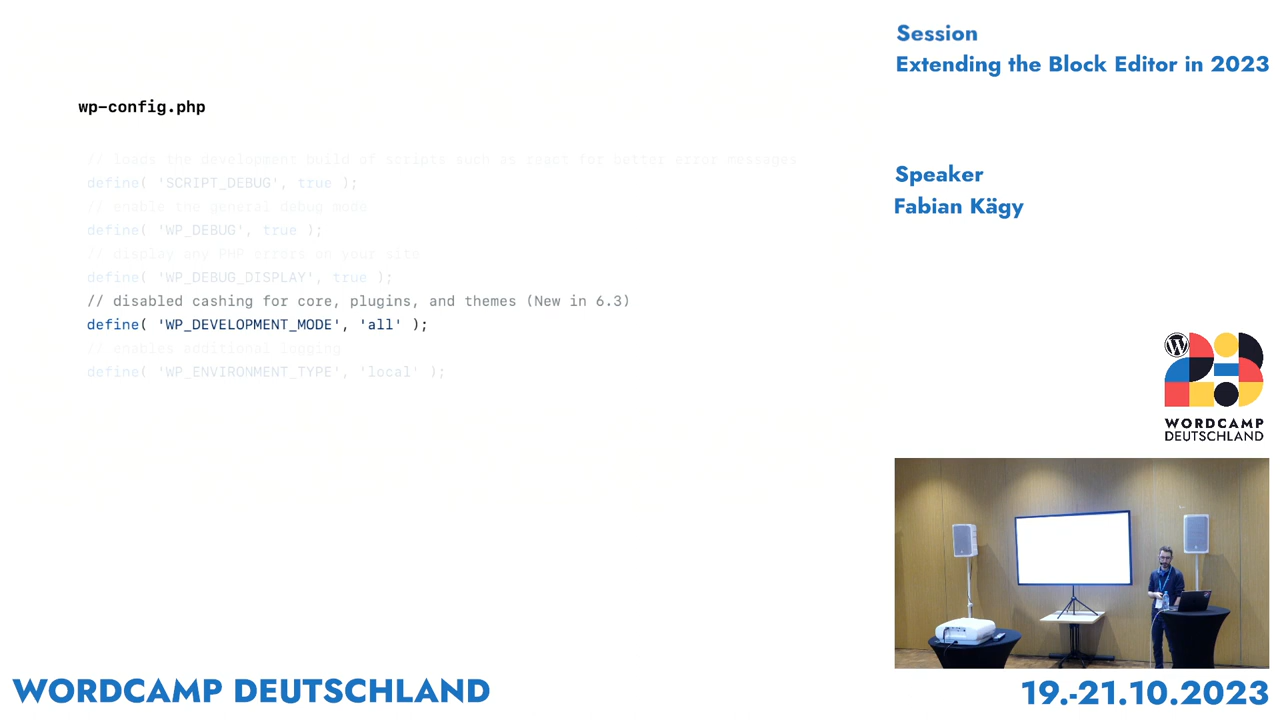 Session
Extending the Block Editor in 2023
wp-config.php
// loads the development build of scripts such as react for better error messages
define( 'SCRIPT_DEBUG', true );
// enable the general debug mode
define( 'WP_DEBUG', true );
// display any PHP errors on your site
define( 'WP_DEBUG_DISPLAY', true );
// disabled cashing for core, plugins, and themes (New in 6.3)
define( 'WP_DEVELOPMENT_MODE', 'all' );
// enables additional logging
define( 'WP_ENVIRONMENT_TYPE', 'local' );
Speaker
Fabian Kägy
WORDCAMP
DEUTSCHLAND
WORDCAMP DEUTSCHLAND
19.-21.10.2023